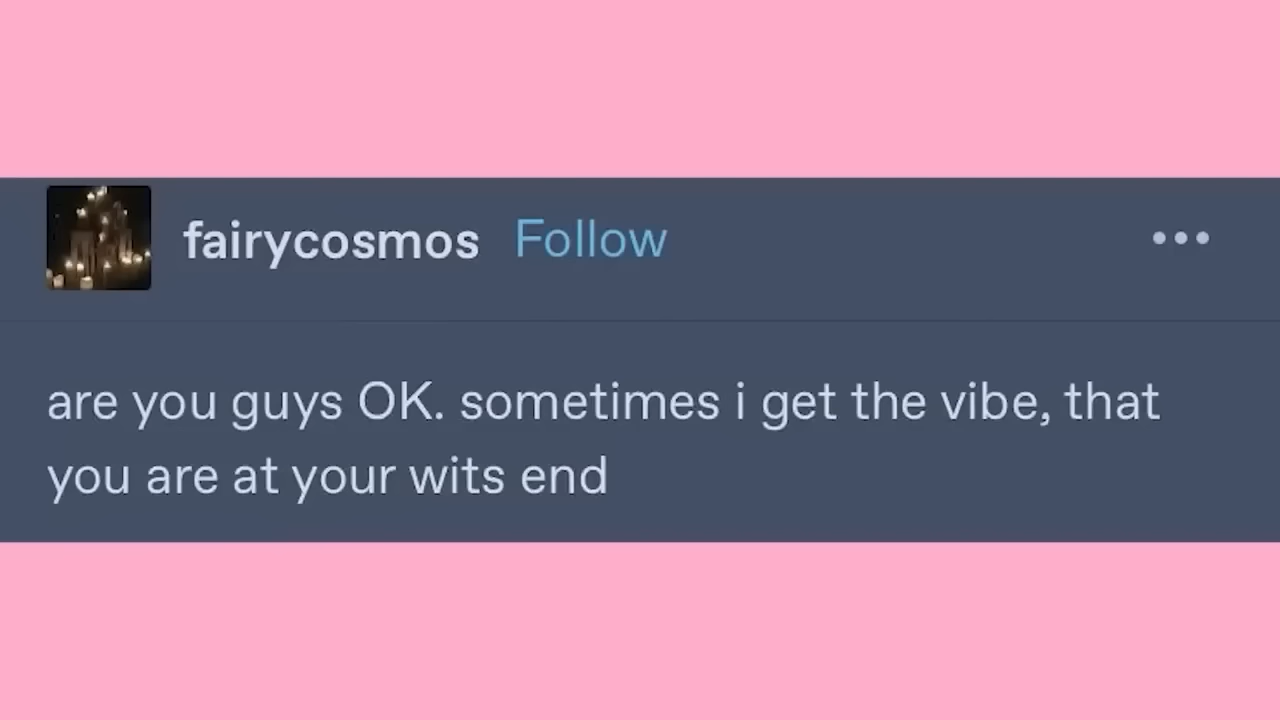 fairycosmos Follow
are you guys OK. sometimes i get the vibe, that
you are at your wits end